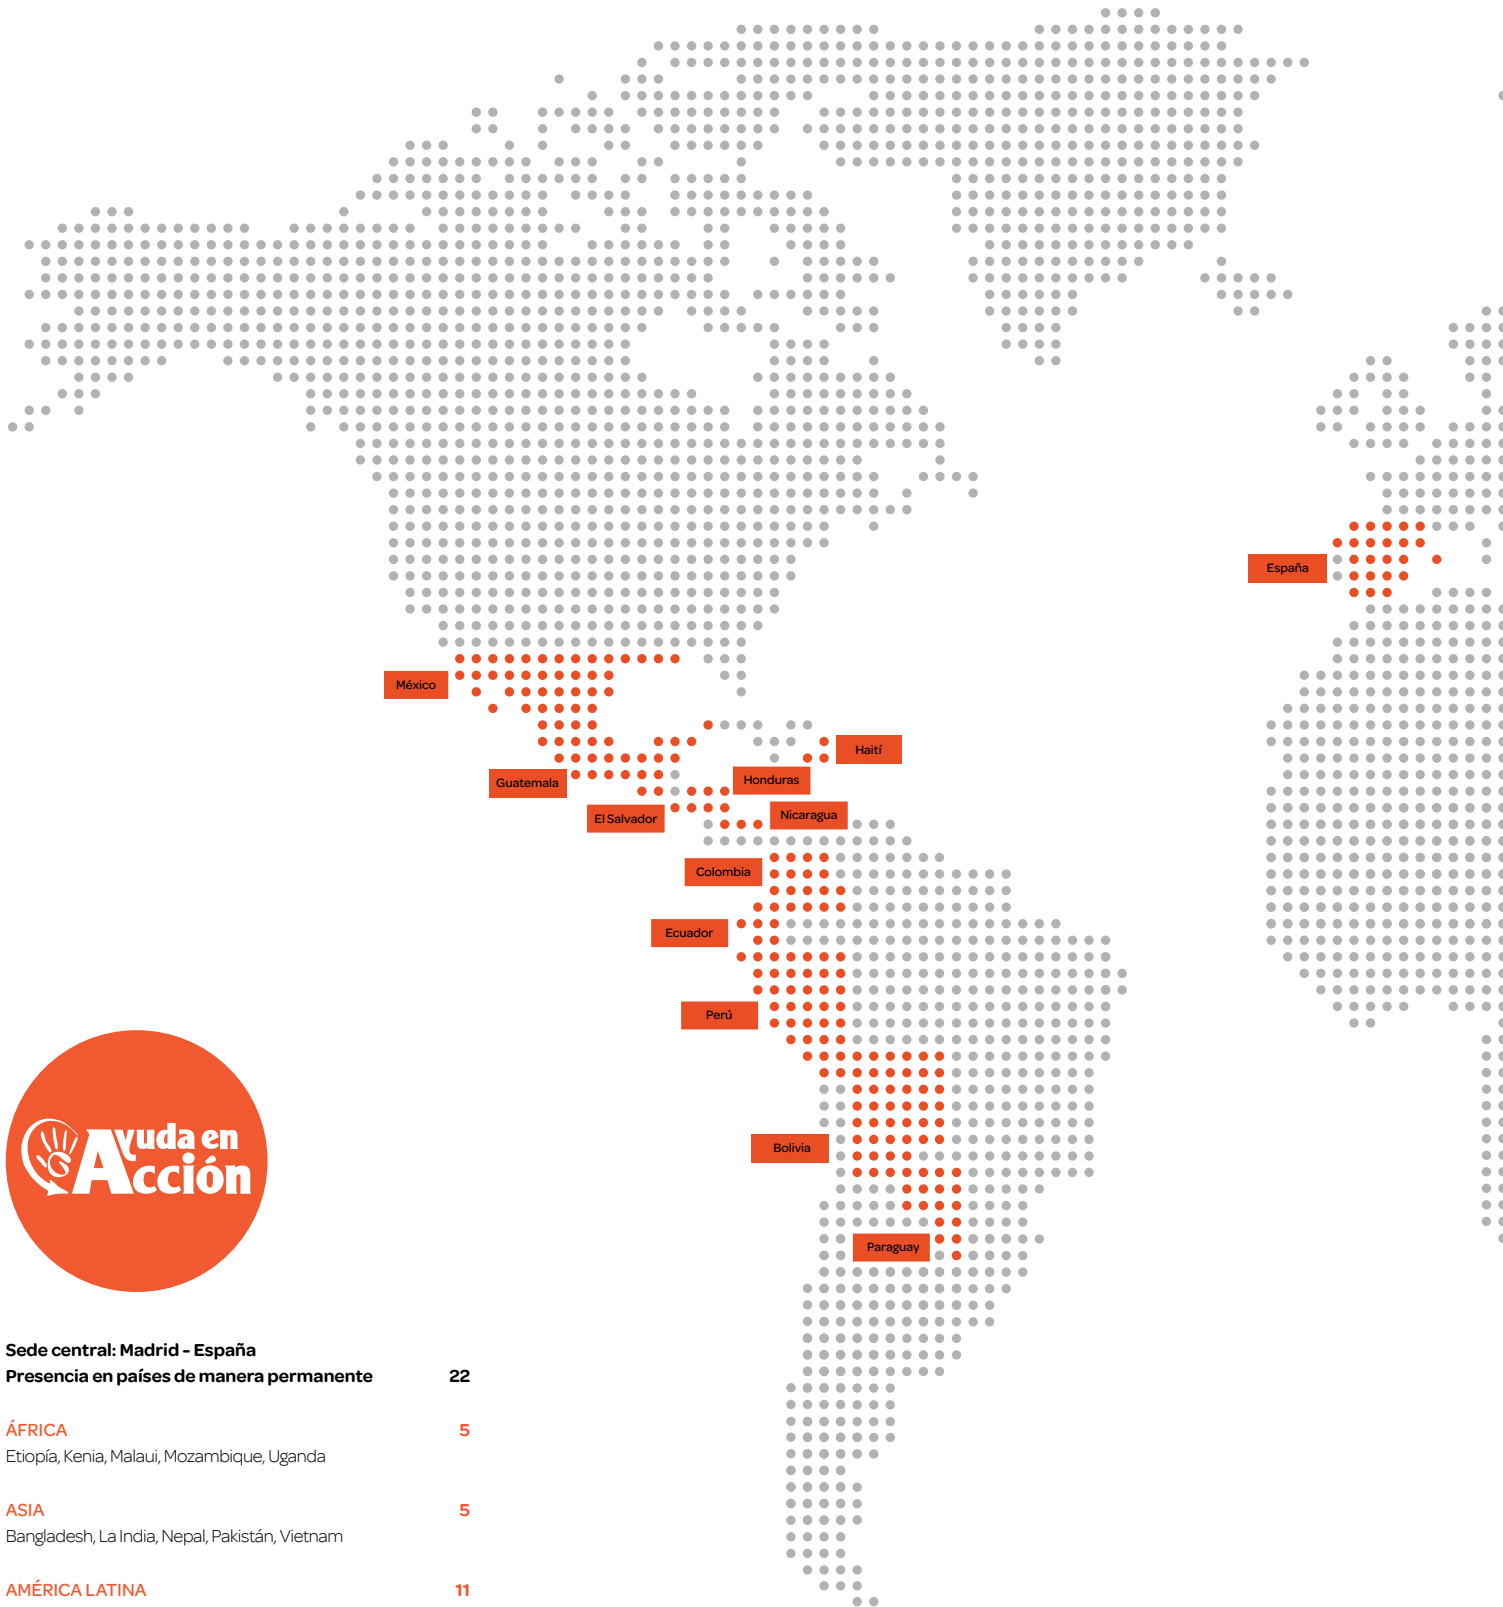 España
México
Haití
Guatemala
Honduras
El Salvador
Nicaragua
Colombia
Ecuador
Perú
Bolivia
Paraguay
Ayuda en
Acción
Sede central: Madrid - España
Presencia en países de manera permanente 22
ÁFRICA 5
Etiopía, Kenia, Malaui, Mozambique, Uganda
ASIA 5
Bangladesh, La India, Nepal, Pakistán, Vietnam
AMÉRICA LATINA 11